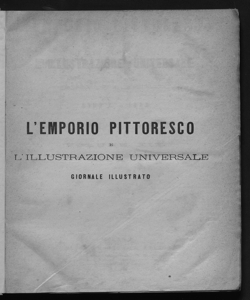 L'EMPORIO PITTORESCO
E
L'ILLUSTRAZIONE UNIVERSALE
GIORNALE ILLUSTRATO